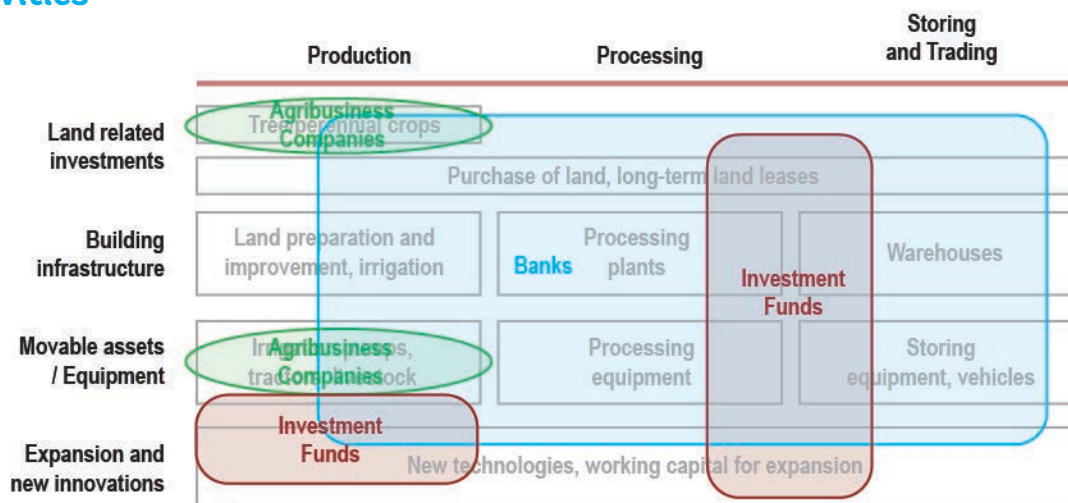 Production
Processing
Storing
and Trading
Land related
investments
Agribusiness
Companies
Tree/perennial crops
Purchase of land, long-term land leases
Building
infrastructure
Land preparation and
improvement, irrigation
Banks
Processing
plants
Investment
Funds
Warehouses
Movable assets
/ Equipment
Agribusiness
Companies
Processing
equipment
Storing
equipment, vehicles
Expansion and
new innovations
Investment
Funds
New technologies, working capital for expansion